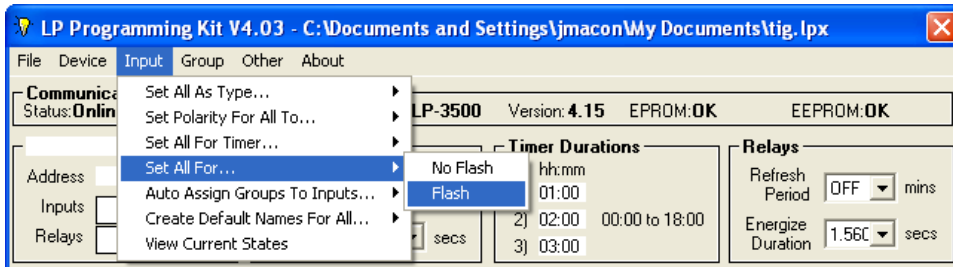 LP Programming Kit V4.03 - C:\Documents and Settings\jmacon\My Documents\tig.lpx
File Device Input Group Other About
Communica
Status:Onlin LP-3500 Version: 4.15 EPROM:OK EEPROM:OK
Set All As Type...
Set Polarity For All To...
Set All For Timer...
Set All For...
Auto Assign Groups To Inputs...
Create Default Names For All...
View Current States
No Flash
Flash
Address
Inputs
Relays
secs
Timer Durations
hh:mm
01:00
2) 02:00 00:00 to 18:00
3) 03:00
Relays
Refresh
Period OFF mins
Energize
Duration 1.560 secs